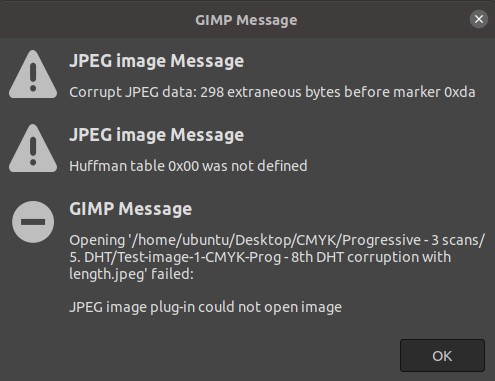 GIMP Message
JPEG image Message
Corrupt JPEG data: 298 extraneous bytes before marker 0xda
JPEG image Message
Huffman table 0x00 was not defined
GIMP Message
Opening '/home/ubuntu/Desktop/CMYK/Progressive - 3 scans/
5. DHT/Test-image-1-CMYK-Prog - 8th DHT corruption with
length.jpeg' failed:
JPEG image plug-in could not open image
OK